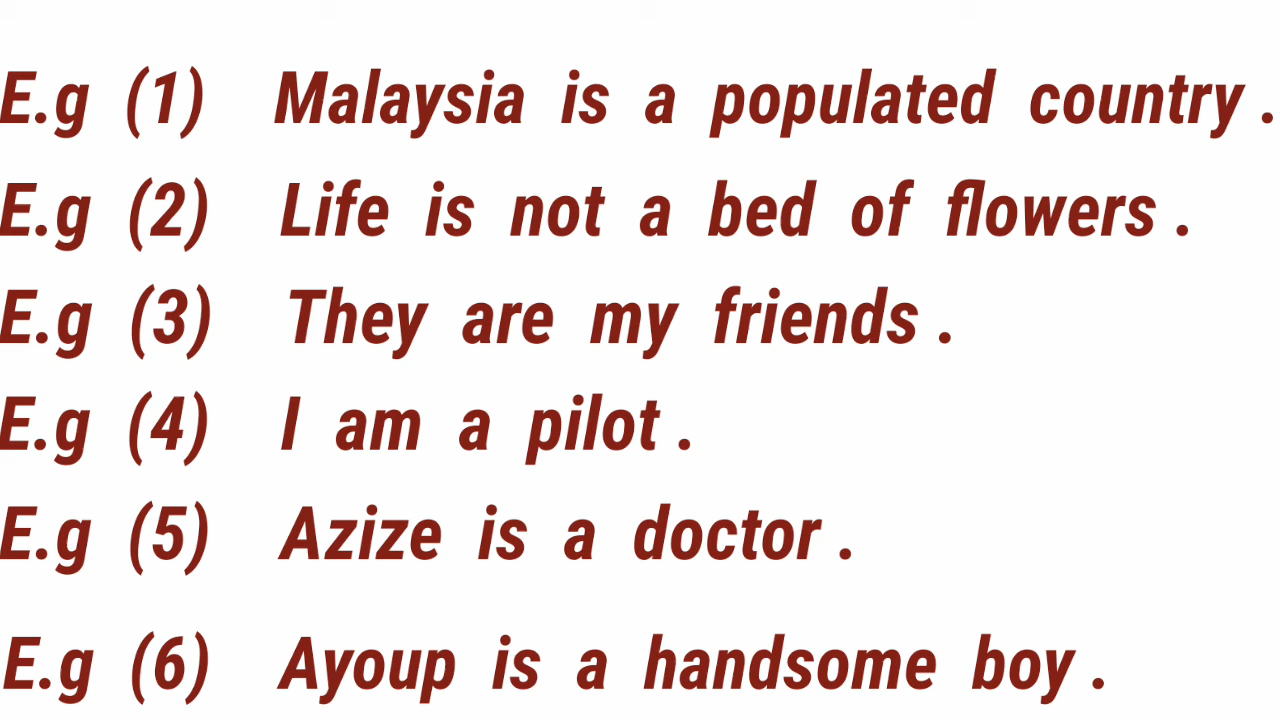 E.g (1) Malaysia is a populated country .
E.g (2) Life is not a bed of flowers .
E.g (3) They are my friends .
E.g (4) I am a pilot .
E.g (5) Azize is a doctor .
E.g (6) Ayoup is a handsome boy .